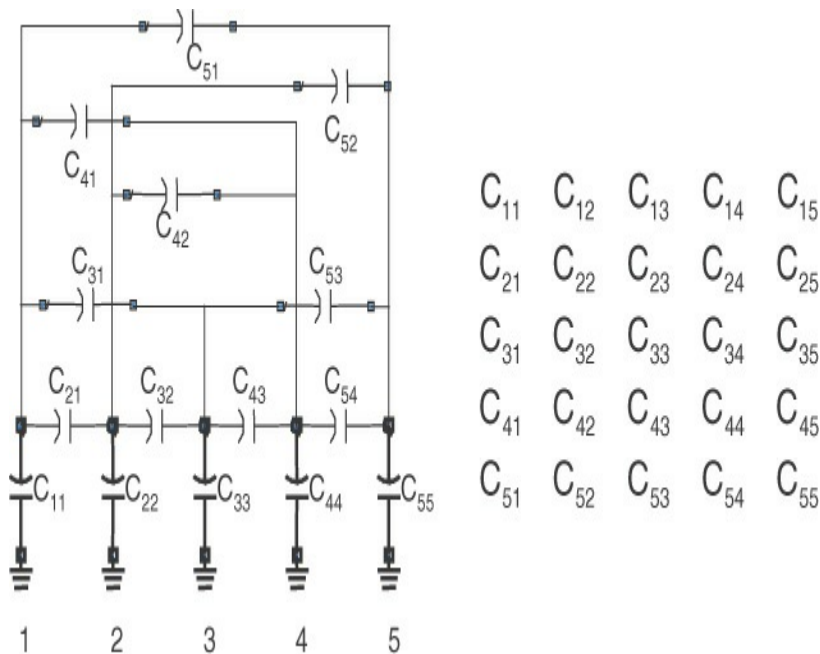 C51
C52
C41
C42
C31 C53
C21 C32 C43 C54
C11 C22 C33 C44 C55
1 2 3 4 5
C11 C12 C13 C14 C15
C21 C22 C23 C24 C25
C31 C32 C33 C34 C35
C41 C42 C43 C44 C45
C51 C52 C53 C54 C55